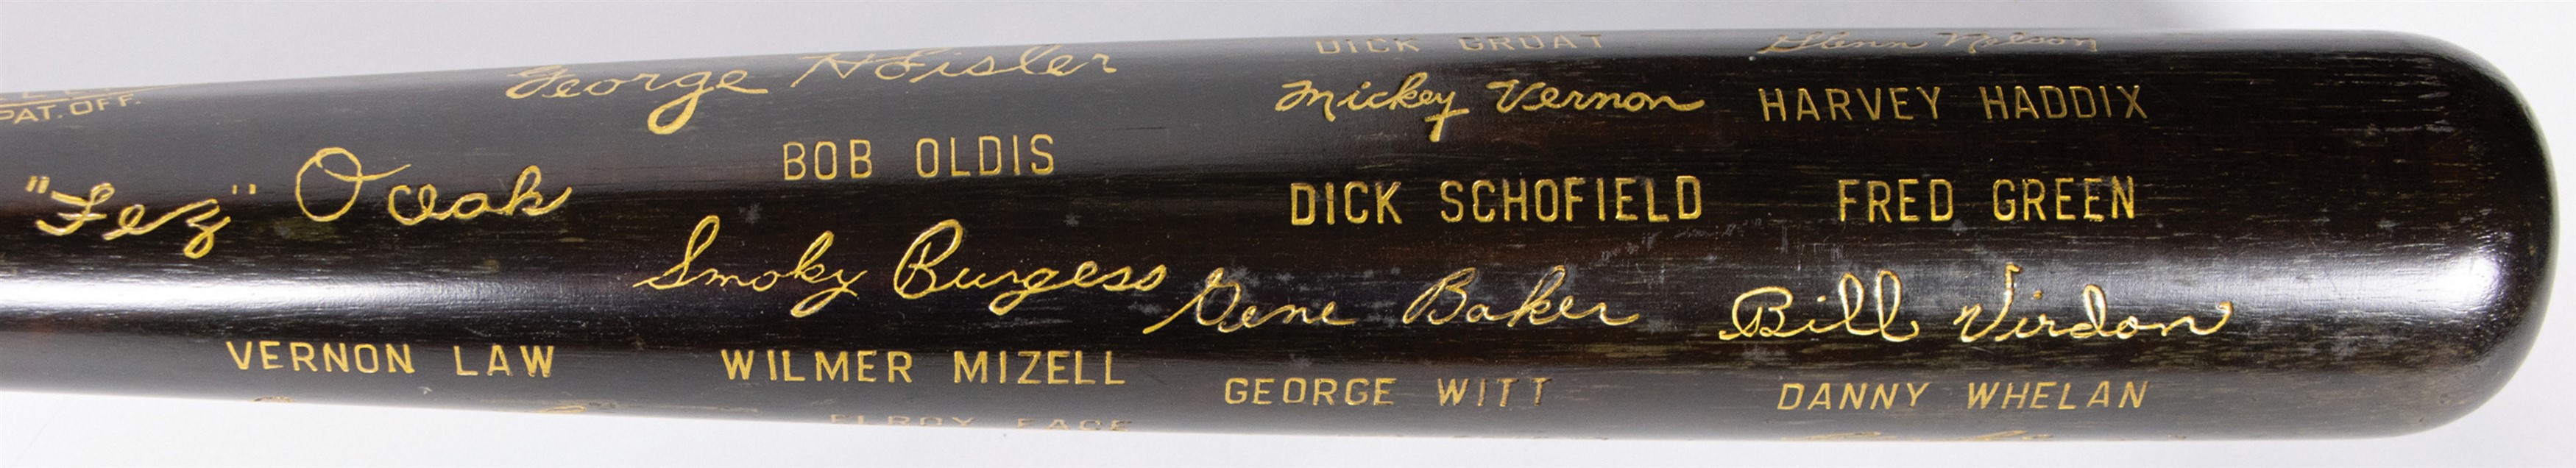 PAT. OFF.
George H Sisler
DICK GROAT
Glenn Nelson
Mickey Vernon
HARVEY HADDIX
BOB OLDIS
"Fez" Oceak
DICK SCHOFIELD
FRED GREEN
Smoky Burgess
Gene Baker
Bill Virdon
VERNON LAW
WILMER MIZELL
GEORGE WITT
DANNY WHELAN
ELROY FACE